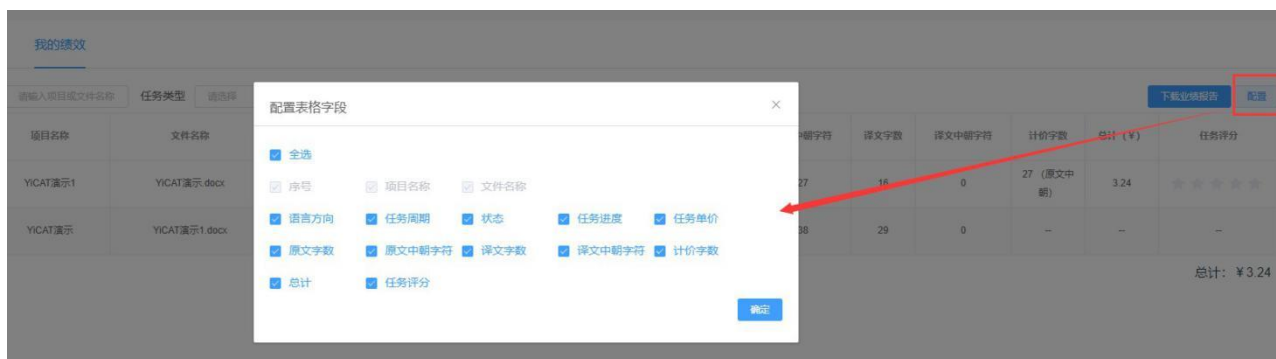 我的绩效
请输入项目或文件名称 任务类型 请选择 下载业绩报告 配置
配置表格字段
项目名称 文件名称 中朝字符 译文字数 译文中朝字符 计价字数 总计（¥） 任务评分
全选
序号 项目名称 文件名称
YiCAT演示1 YiCAT演示.docx 27 16 0 27（原文中朝） 3.24
语言方向 任务周期 状态 任务进度 任务单价
YiCAT演示 YiCAT演示1.docx 38 29 0 -- -- --
原文字数 原文中朝字符 译文字数 译文中朝字符 计价字数
总计 任务评分
总计：¥3.24
确定